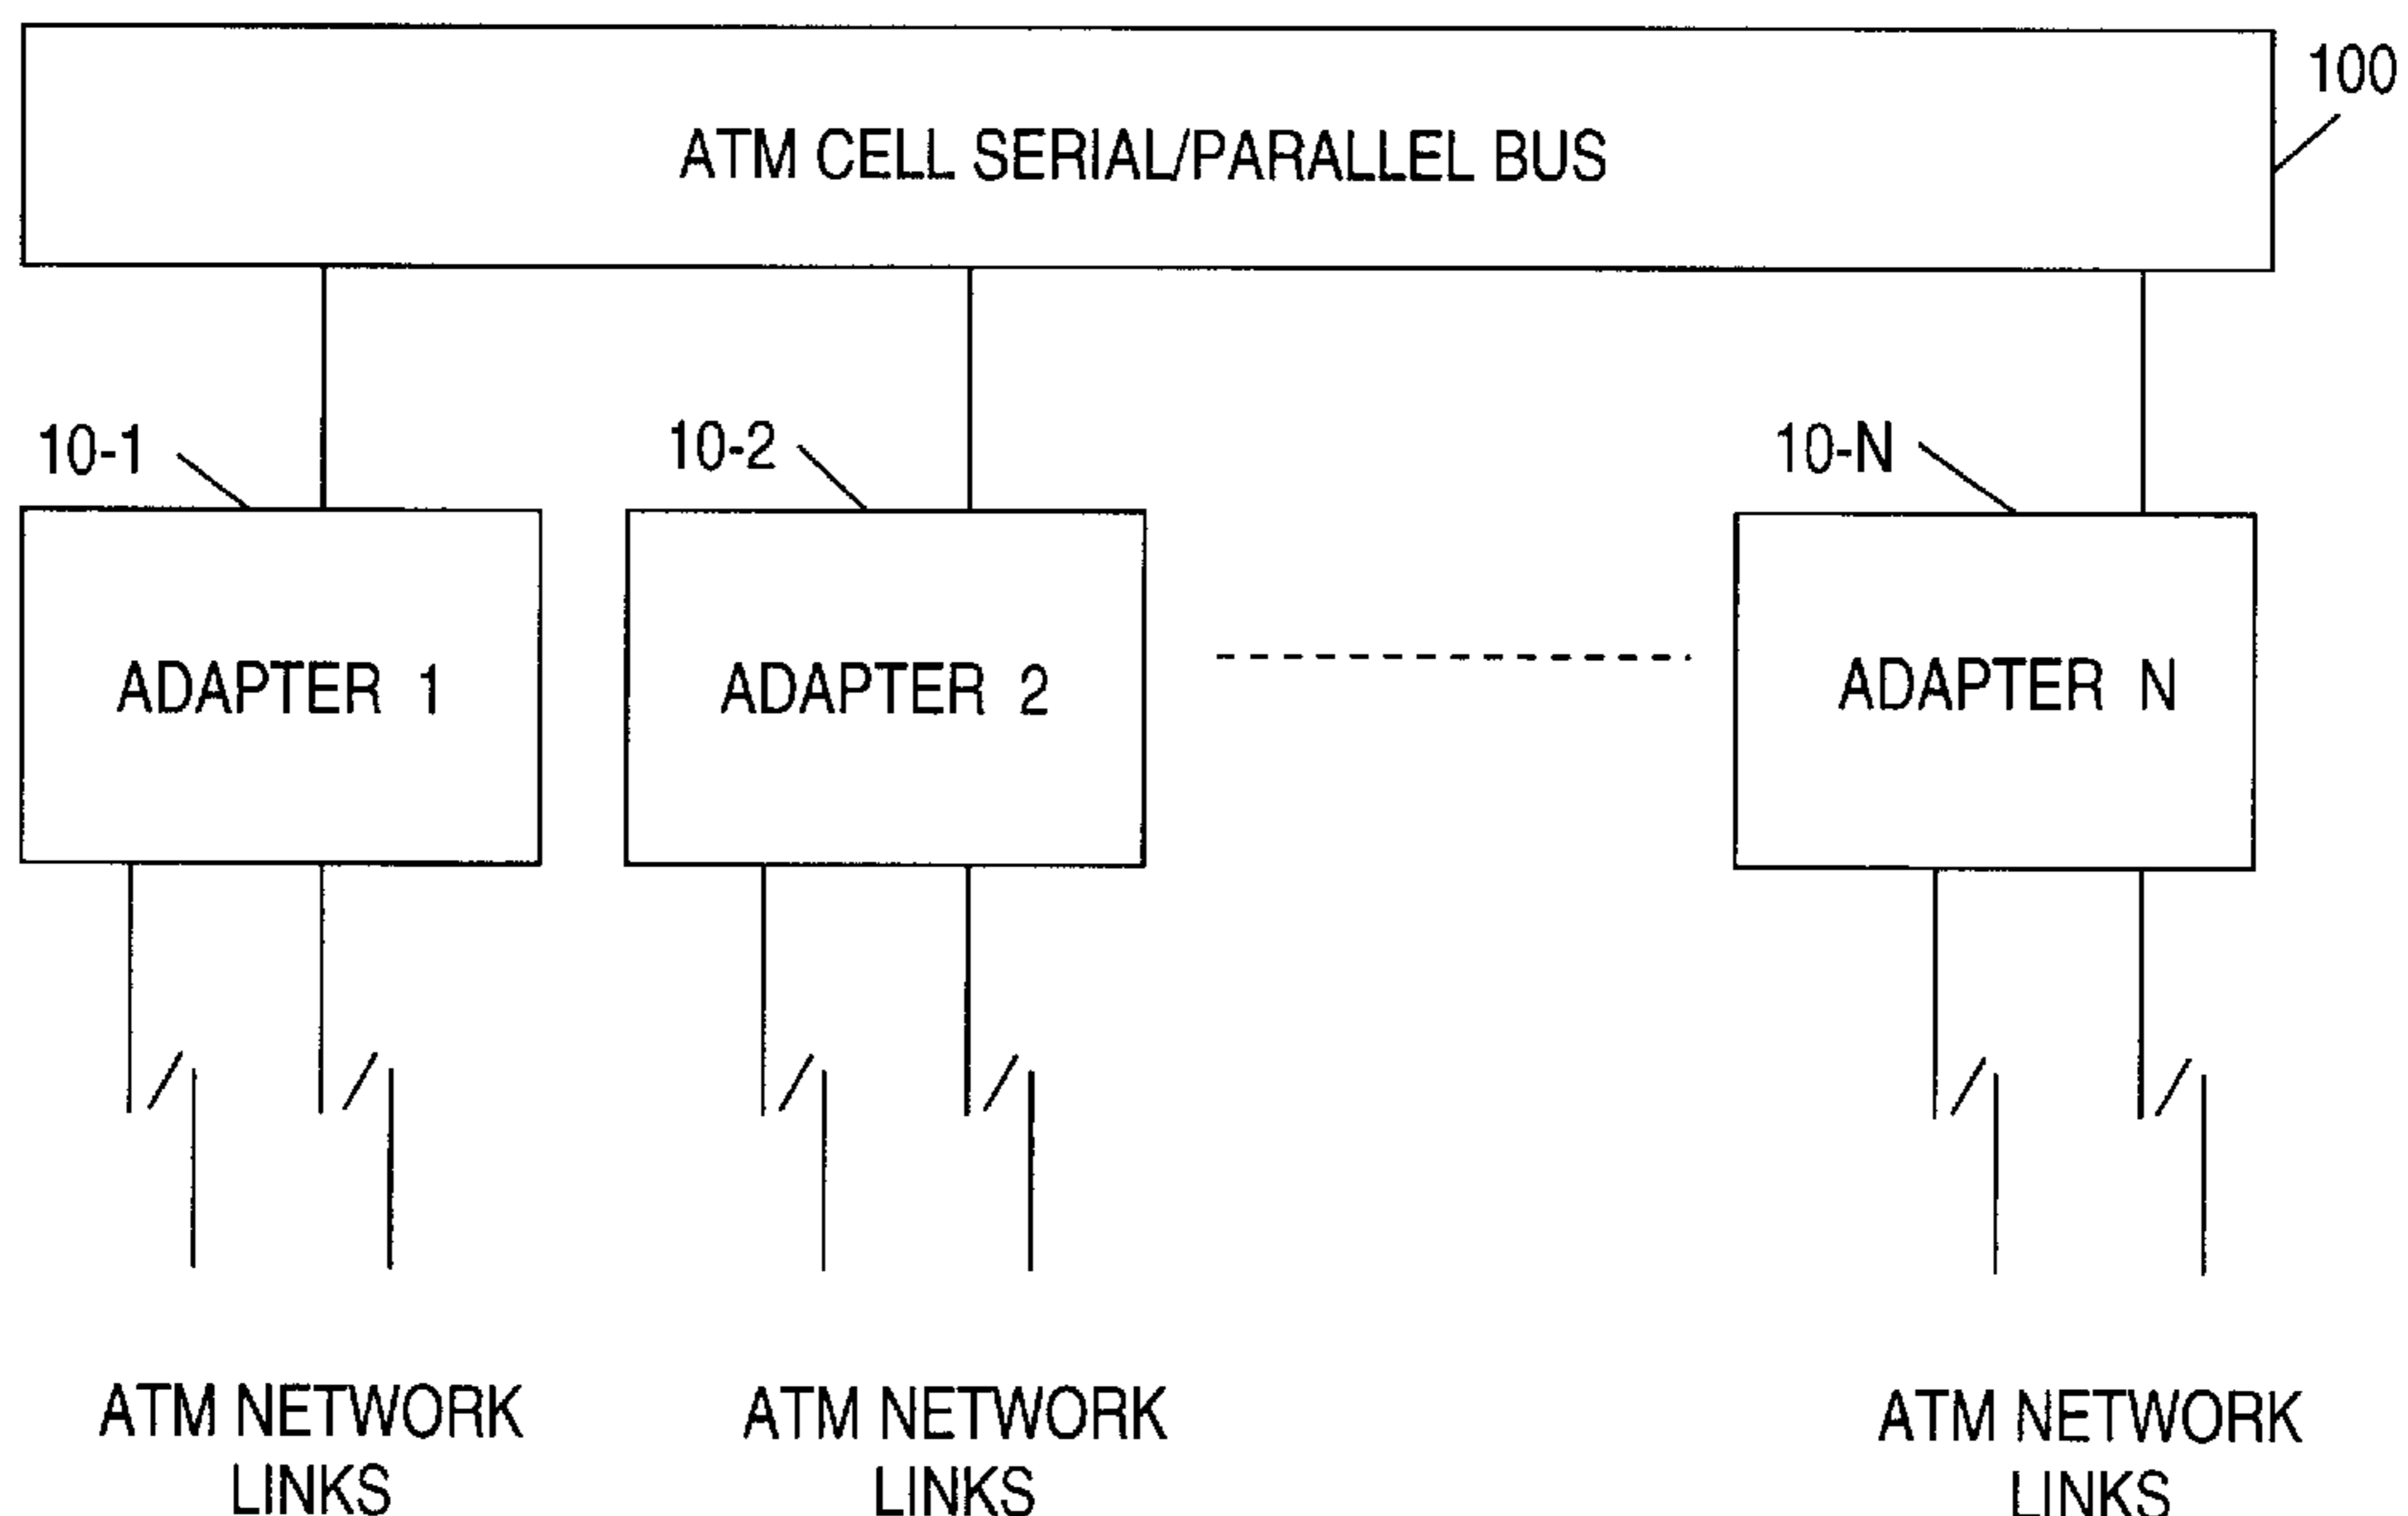 100
ATM CELL SERIAL/PARALLEL BUS
10-1
10-2
10-N
ADAPTER 1
ADAPTER 2
ADAPTER N
ATM NETWORK
LINKS
ATM NETWORK
LINKS
ATM NETWORK
LINKS